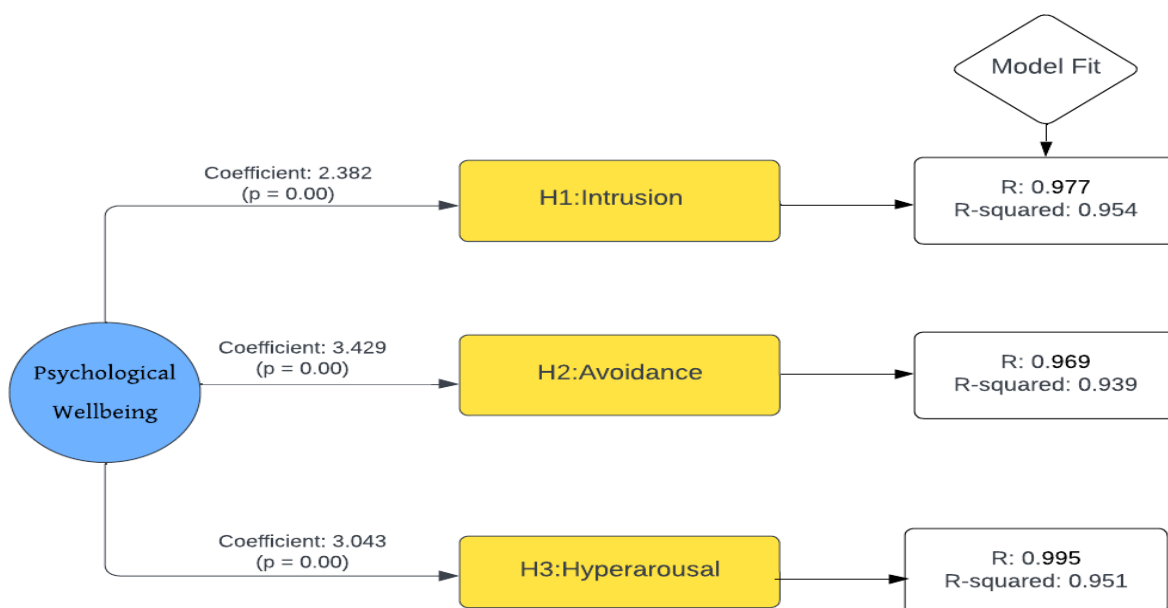 Model Fit
Coefficient: 2.382
(p = 0.00)
H1:Intrusion
R: 0.977
R-squared: 0.954
Psychological
Wellbeing
Coefficient: 3.429
(p = 0.00)
H2:Avoidance
R: 0.969
R-squared: 0.939
Coefficient: 3.043
(p = 0.00)
H3:Hyperarousal
R: 0.995
R-squared: 0.951